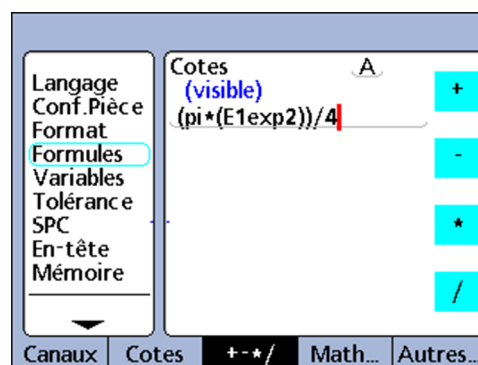 Langage
Conf.Pièce
Format
Formules
Variables
Tolérance
SPC
En-tête
Mémoire
Cotes A
(visible)
(pi*(E1exp2))/4
+
-
*
/
Canaux Cotes +-*/ Math... Autres...